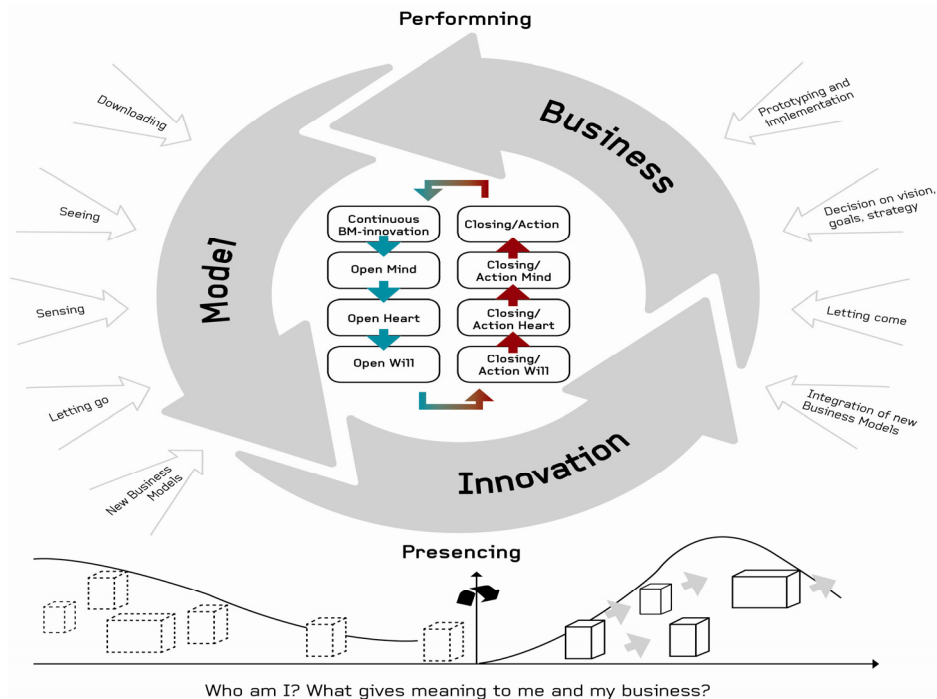 Performning
Downloading
Seeing
Sensing
Letting go
New Business
Models
Prototyping and
implementation
Decision on vision,
goals, strategy
Letting come
Integration of new
Business Models
Business
Model
Innovation
Continuous
BM-innovation
Open Mind
Open Heart
Open Will
Closing/Action
Closing/
Action Mind
Closing/
Action Heart
Closing/
Action Will
Presencing
Who am I? What gives meaning to me and my business?